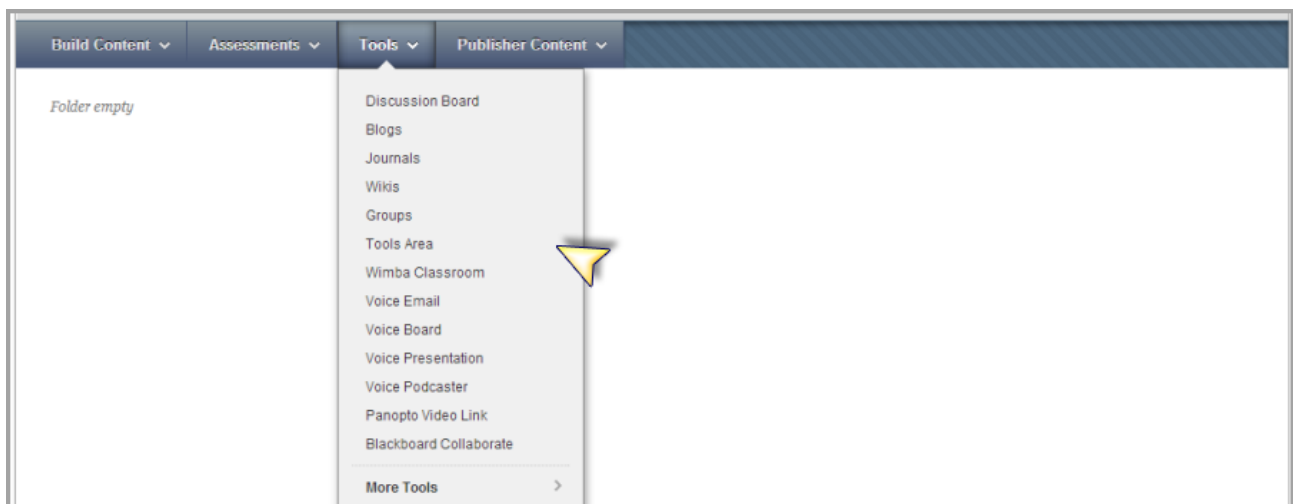 Build Content Assessments Tools Publisher Content
Folder empty
Discussion Board
Blogs
Journals
Wikis
Groups
Tools Area
Wimba Classroom
Voice Email
Voice Board
Voice Presentation
Voice Podcaster
Panopto Video Link
Blackboard Collaborate
More Tools